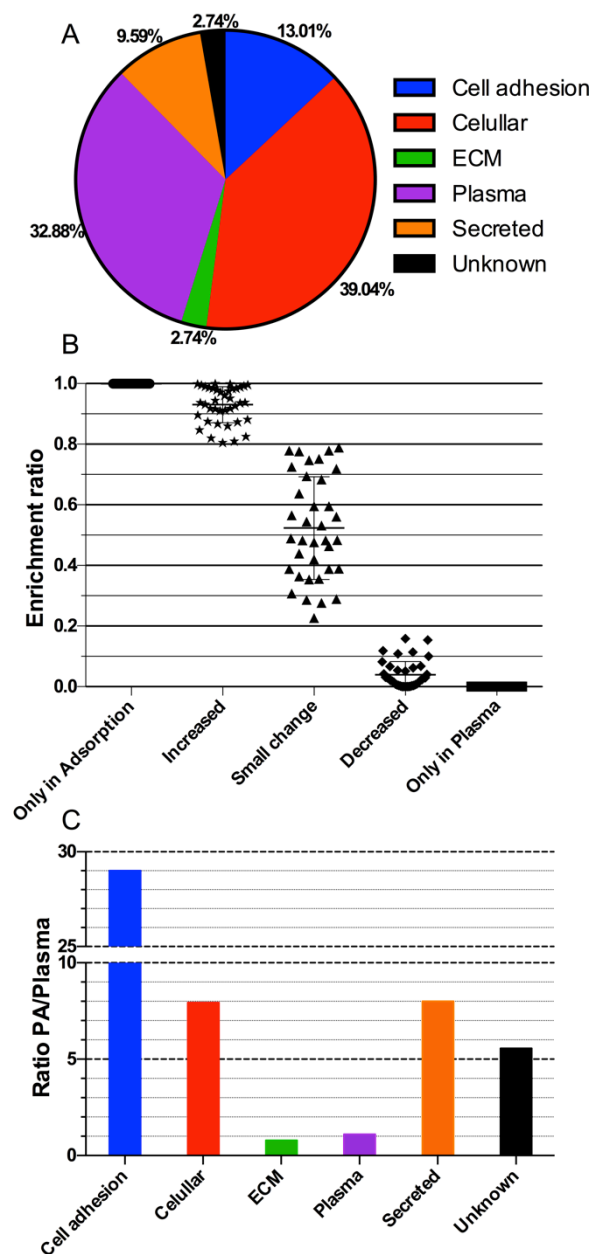 A
2.74%
13.01%
9.59%
32.88%
39.04%
2.74%
Cell adhesion
Celullar
ECM
Plasma
Secreted
Unknown
B
Enrichment ratio
1.0
0.8
0.6
0.4
0.2
0.0
Only in Adsorption
Increased
Small change
Decreased
Only in Plasma
C
Ratio PA/Plasma
30
25
10
5
0
Cell adhesion
Celullar
ECM
Plasma
Secreted
Unknown